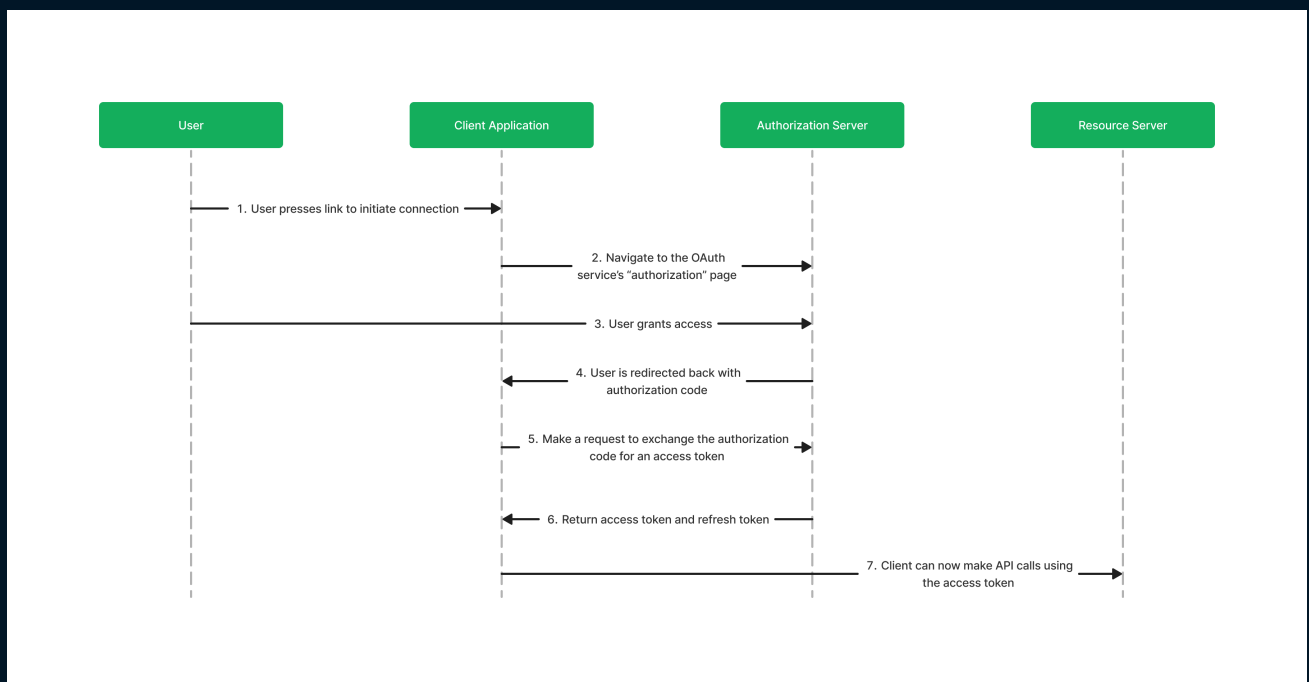 User
Client Application
Authorization Server
Resource Server
1. User presses link to initiate connection
2. Navigate to the OAuth
service’s “authorization” page
3. User grants access
4. User is redirected back with
authorization code
5. Make a request to exchange the authorization
code for an access token
6. Return access token and refresh token
7. Client can now make API calls using
the access token